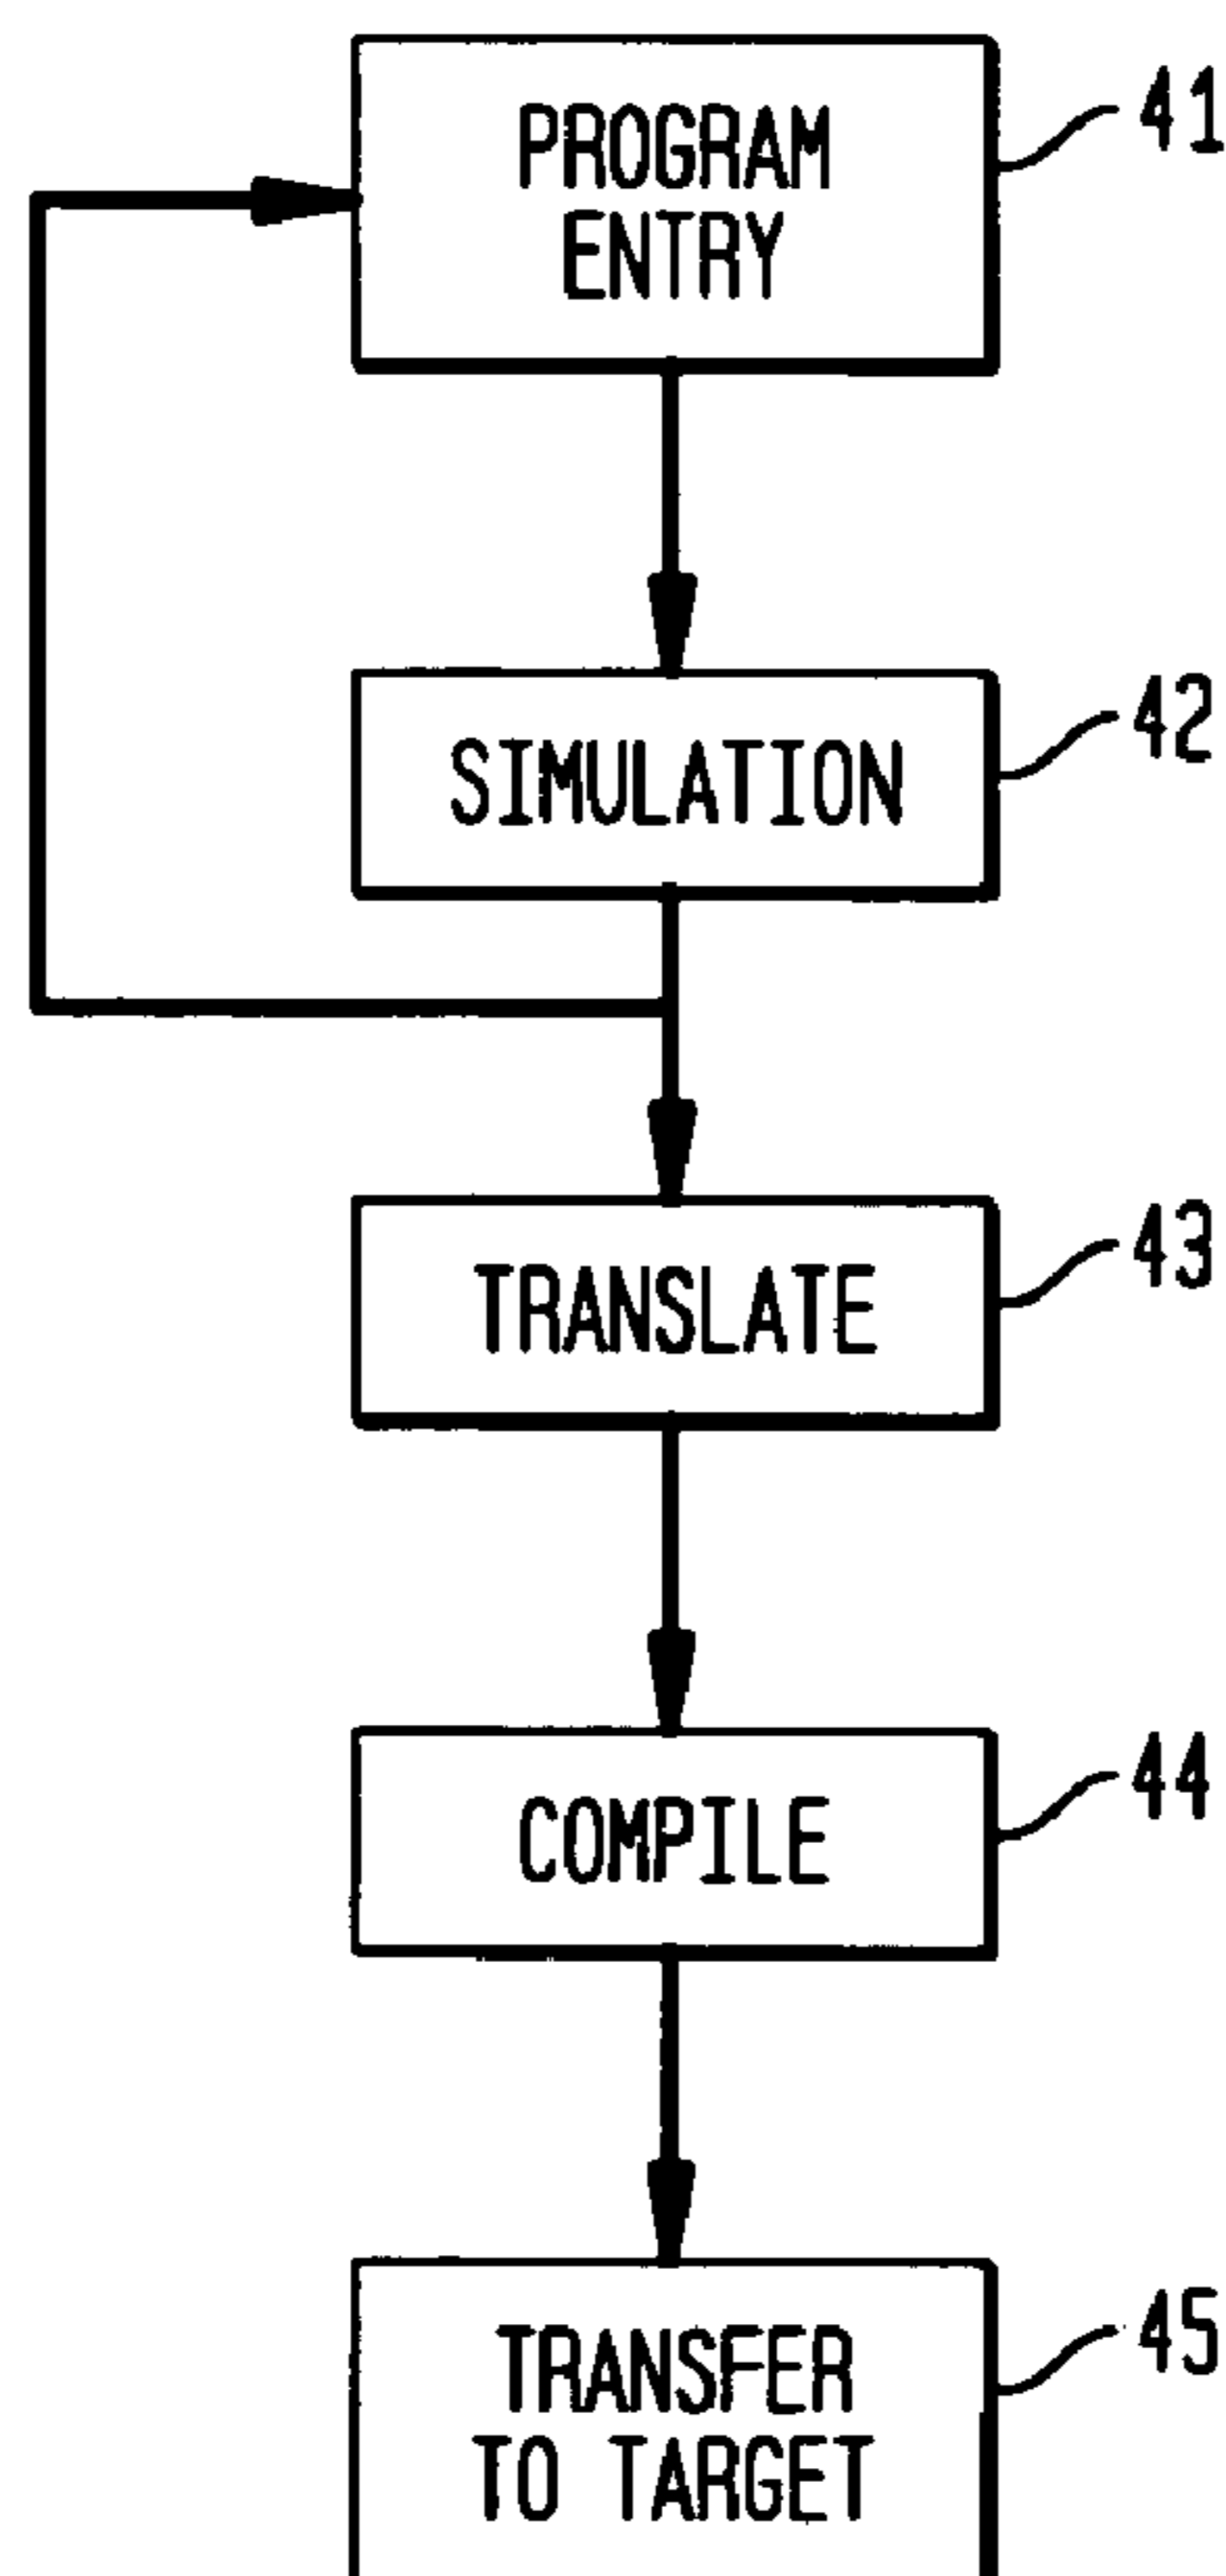 PROGRAM
ENTRY
41
SIMULATION
42
TRANSLATE
43
COMPILE
44
TRANSFER
TO TARGET
45